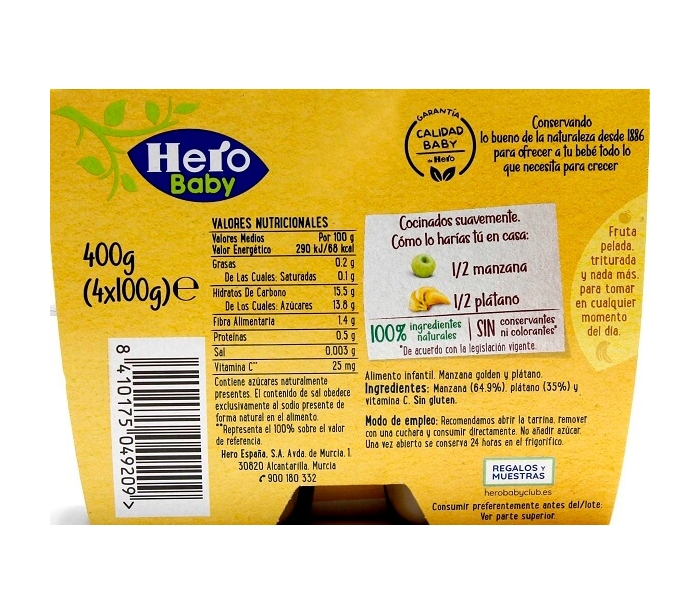 Hero
Baby
GARANTÍA
CALIDAD
BABY
de Hero
Conservando
lo bueno de la naturaleza desde 1886
para ofrecer a tu bebé todo lo
que necesita para crecer
400g
(4x100g)e
8 410175 049209 >
VALORES NUTRICIONALES
Valores Medios Por 100 g
Valor Energético 290 kJ/68 kcal
Grasas 0.2 g
De Las Cuales: Saturadas 0.1 g
Hidratos De Carbono 15.5 g
De Los Cuales: Azúcares 13.8 g
Fibra Alimentaria 1.4 g
Proteínas 0.5 g
Sal 0.003 g
Vitamina C** 25 mg
Contiene azúcares naturalmente
presentes. El contenido de sal obedece
exclusivamente al sodio presente de
forma natural en el alimento.
**Representa el 100% sobre el valor
de referencia.
Hero España, S.A. Avda. de Murcia, 1
30820 Alcantarilla, Murcia
900 180 332
Cocinados suavemente.
Cómo lo harías tú en casa:
1/2 manzana
1/2 plátano
100% ingredientes naturales
SIN conservantes ni colorantes*
*De acuerdo con la legislación vigente.
Fruta
pelada,
triturada
y nada más,
para tomar
en cualquier
momento
del día.
Alimento infantil. Manzana golden y plátano.
Ingredientes: Manzana (64.9%), plátano (35%) y
vitamina C. Sin gluten.
Modo de empleo: Recomendamos abrir la tarrina, remover
con una cuchara y consumir directamente. No añadir azúcar.
Una vez abierto se conserva 24 horas en el frigorífico.
REGALOS Y
MUESTRAS
herobabyclub.es
Consumir preferentemente antes del/lote:
Ver parte superior.